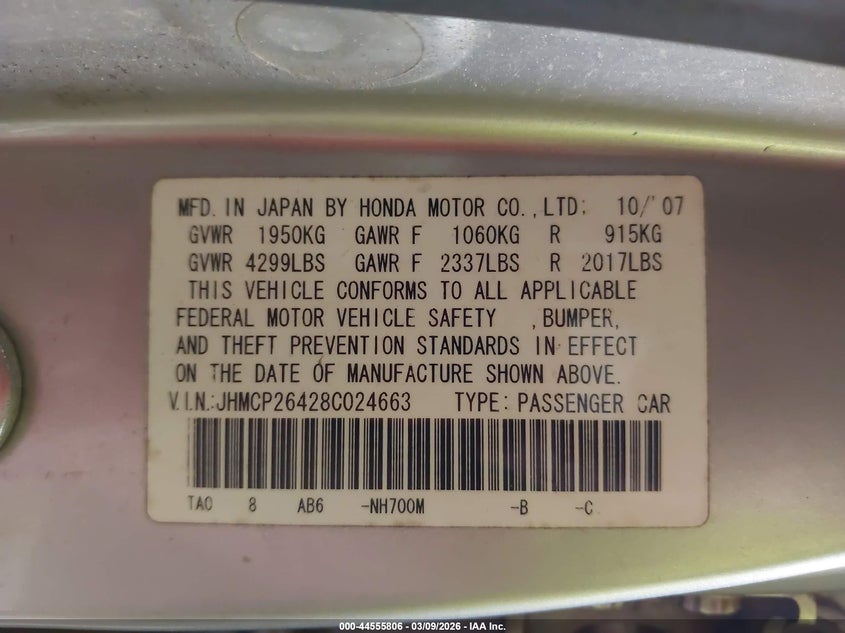 MFD. IN JAPAN BY HONDA MOTOR CO., LTD. 10/'07
GVWR 1950KG GAWR F 1060KG R 915KG
GVWR 4299LBS GAWR F 2337LBS R 2017LBS
THIS VEHICLE CONFORMS TO ALL APPLICABLE
FEDERAL MOTOR VEHICLE SAFETY ,BUMPER,
AND THEFT PREVENTION STANDARDS IN EFFECT
ON THE DATE OF MANUFACTURE SHOWN ABOVE.
V.I.N.:JHMCP26428C024663 TYPE: PASSENGER CAR
TA0 8 AB6 -NH700M -B -C
000-44555806 - 03/09/2026 - IAA Inc.